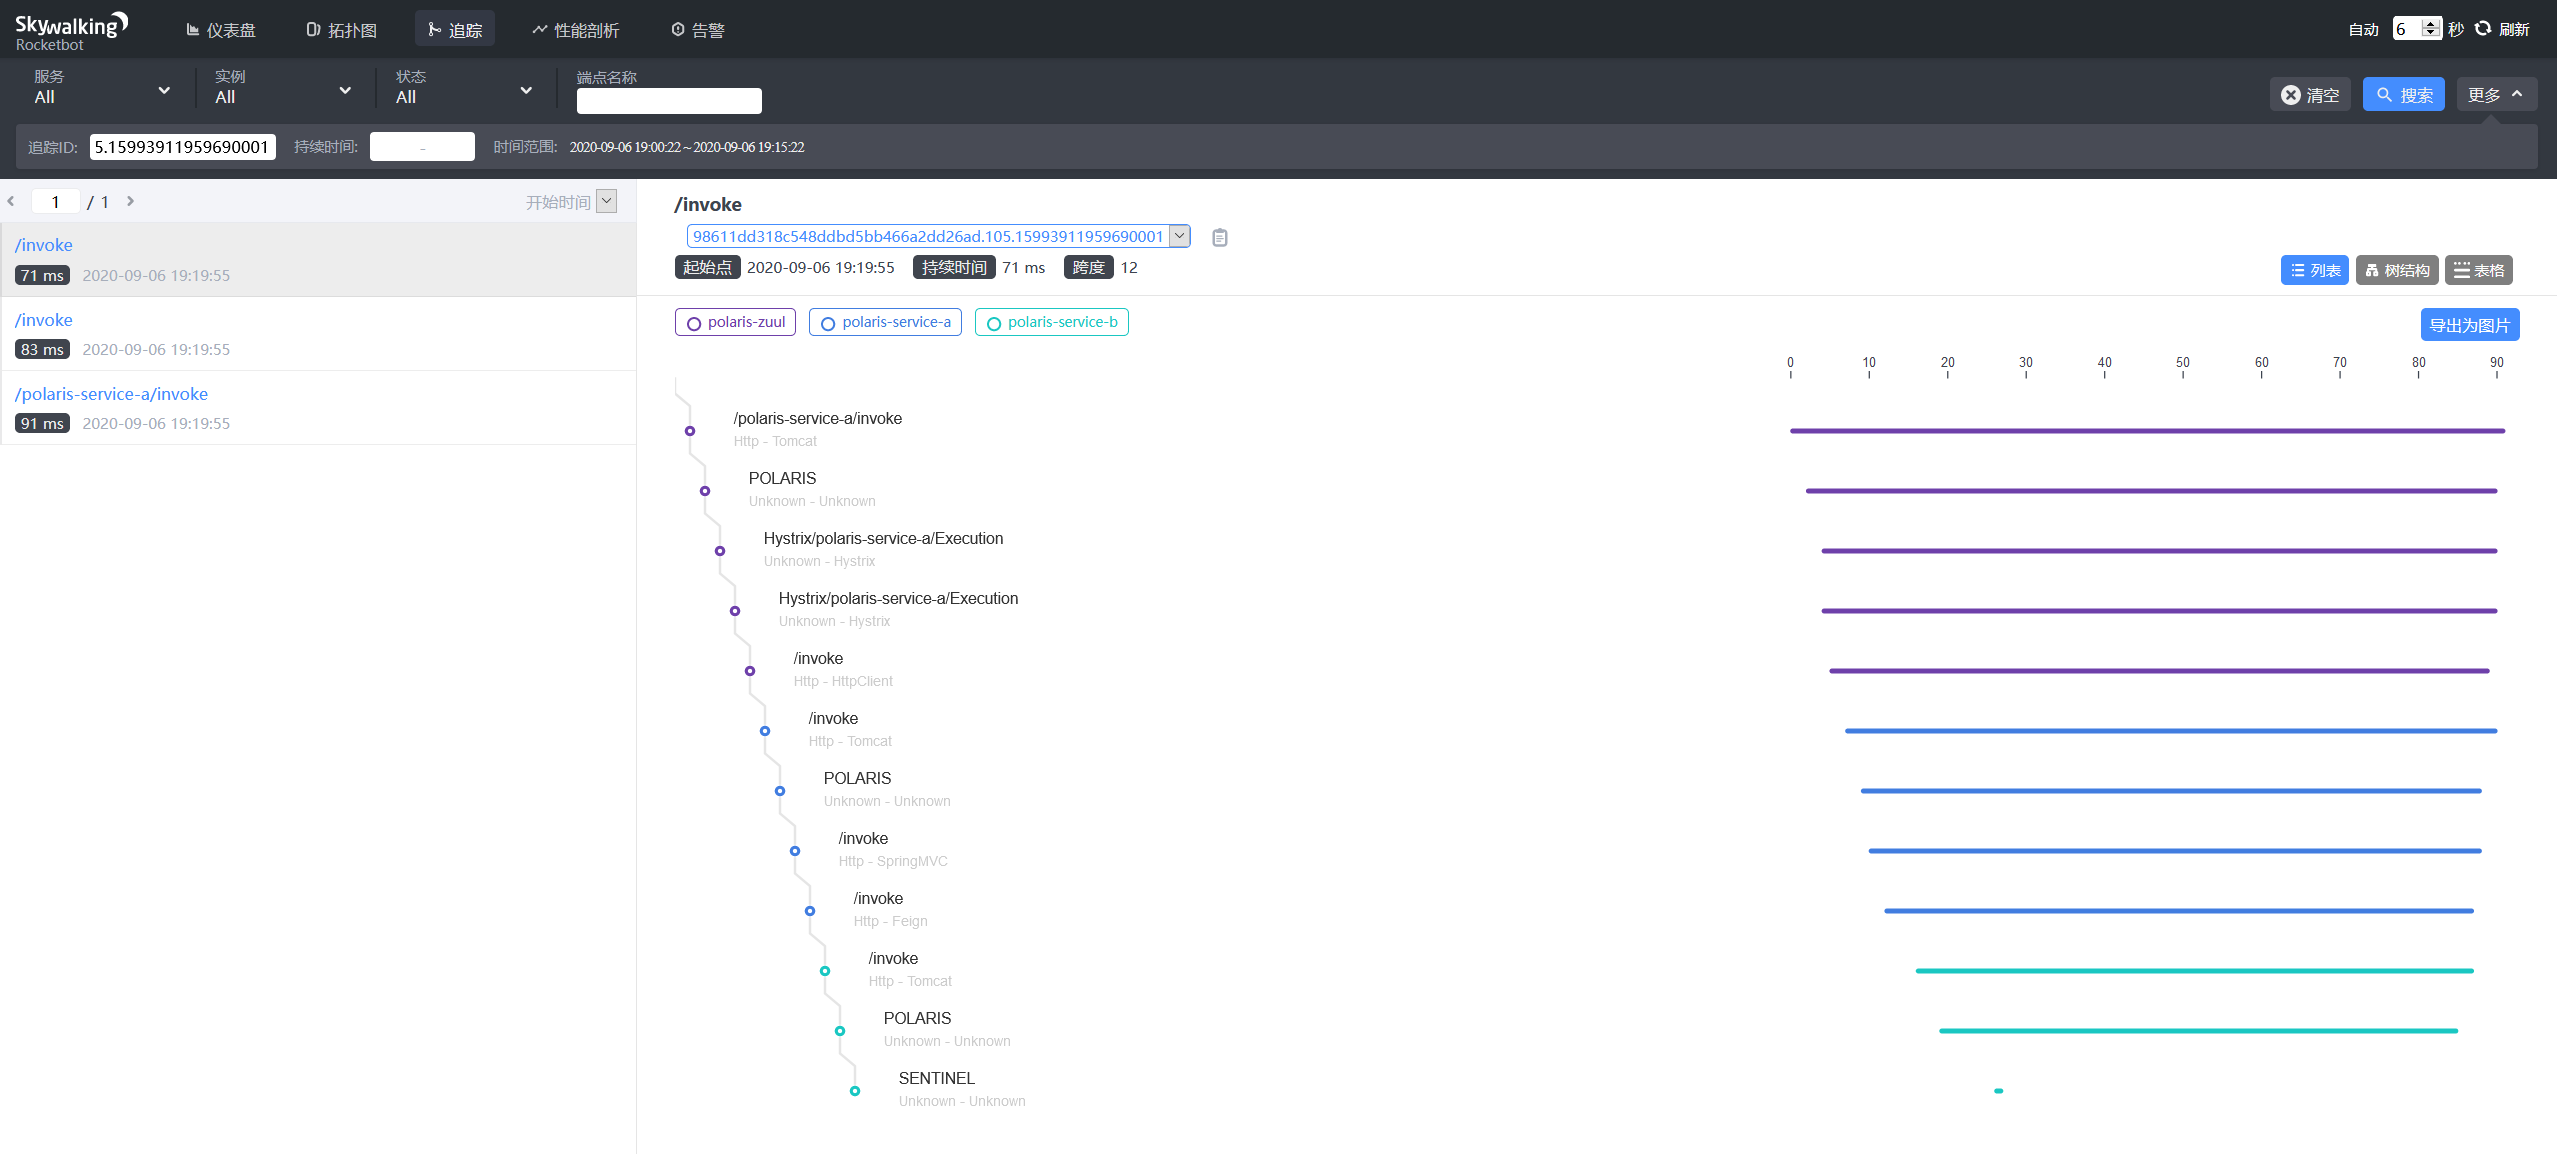 Skywalking
Rocketbot
仪表盘
拓扑图
追踪
性能剖析
告警
自动 6 秒 刷新
服务
All
实例
All
状态
All
端点名称
清空
搜索
更多
追踪ID: 5.15993911959690001 持续时间: - 时间范围: 2020-09-06 19:00:22~2020-09-06 19:15:22
1 / 1
开始时间
/invoke
71 ms 2020-09-06 19:19:55
/invoke
83 ms 2020-09-06 19:19:55
/polaris-service-a/invoke
91 ms 2020-09-06 19:19:55
/invoke
98611dd318c548ddbd5bb466a2dd26ad.105.15993911959690001
起始点 2020-09-06 19:19:55 持续时间 71 ms 跨度 12
列表
树结构
表格
polaris-zuul
polaris-service-a
polaris-service-b
导出为图片
0 10 20 30 40 50 60 70 80 90
/polaris-service-a/invoke
Http - Tomcat
POLARIS
Unknown - Unknown
Hystrix/polaris-service-a/Execution
Unknown - Hystrix
Hystrix/polaris-service-a/Execution
Unknown - Hystrix
/invoke
Http - HttpClient
/invoke
Http - Tomcat
POLARIS
Unknown - Unknown
/invoke
Http - SpringMVC
/invoke
Http - Feign
/invoke
Http - Tomcat
POLARIS
Unknown - Unknown
SENTINEL
Unknown - Unknown